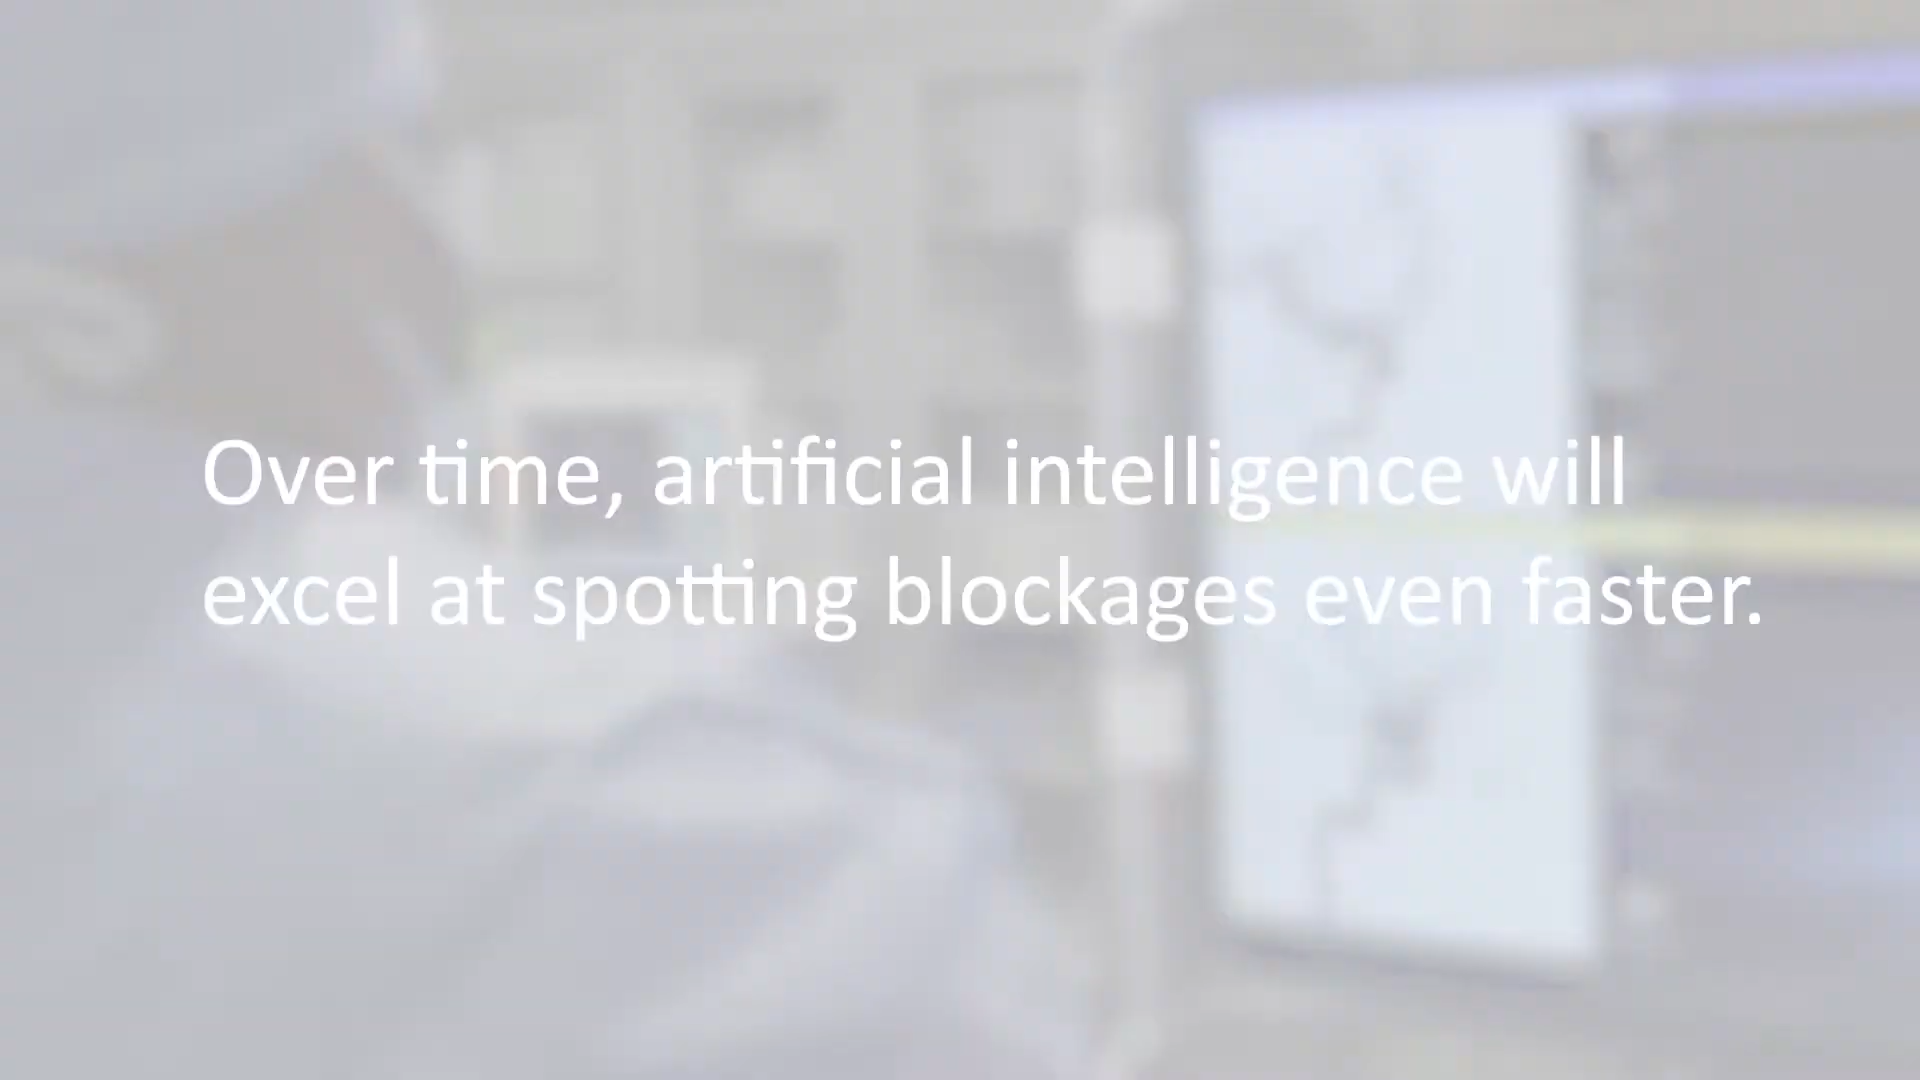 Over time, artificial intelligence will
excel at spotting blockages even faster.